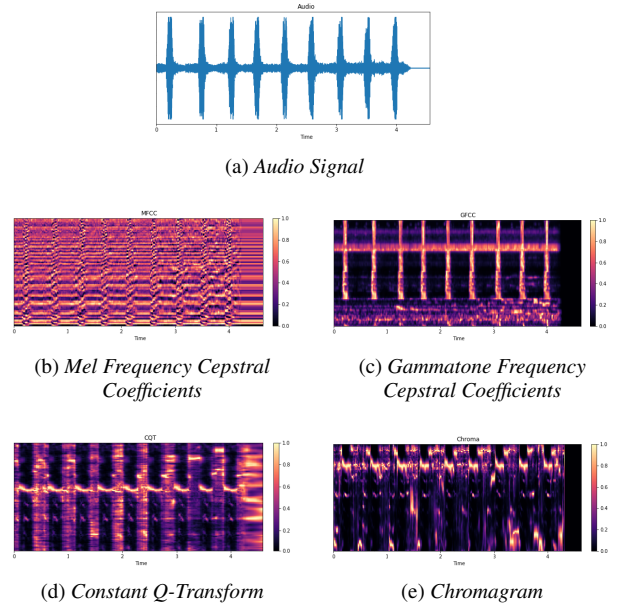 Audio
0 1 2 3 4
Time
(a) Audio Signal
MFCC
1.0
0.8
0.6
0.4
0.2
0.0
0 1 2 3 4
Time
(b) Mel Frequency Cepstral
Coefficients
GFCC
1.0
0.8
0.6
0.4
0.2
0.0
0 1 2 3 4
Time
(c) Gammatone Frequency
Cepstral Coefficients
CQT
1.0
0.8
0.6
0.4
0.2
0.0
0 1 2 3 4
Time
(d) Constant Q-Transform
Chroma
1.0
0.8
0.6
0.4
0.2
0.0
0 1 2 3 4
Time
(e) Chromagram